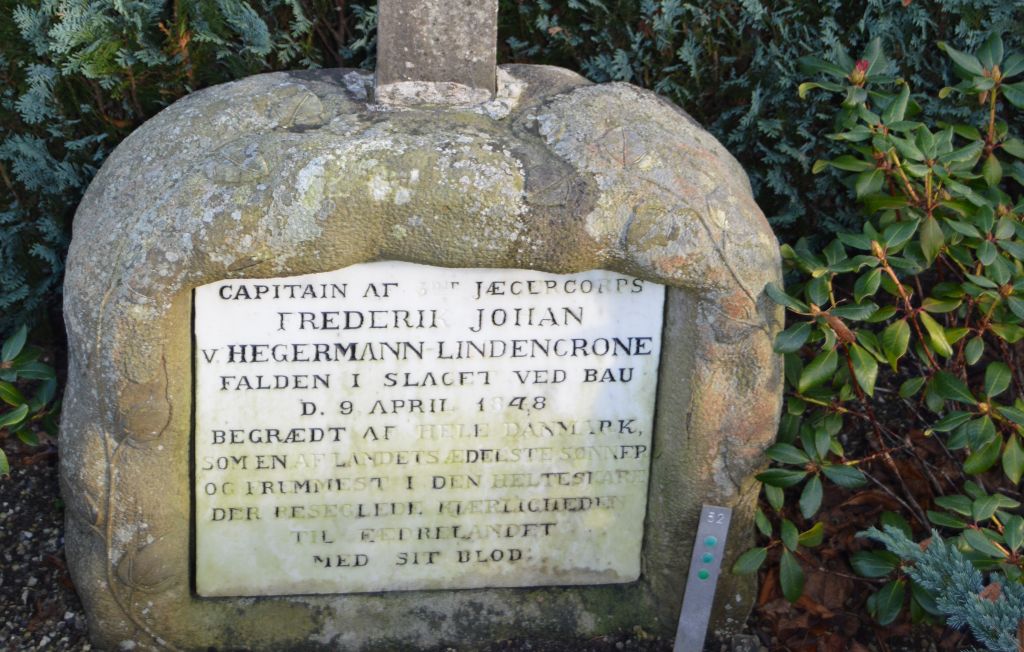 CAPITAIN AF 3DIE JÆGERCORPS
FREDERIK JOHAN
v. HEGERMANN-LINDENCRONE
FALDEN I SLAGET VED BAU
D. 9 APRIL 1848
BEGRÆDT AF HELE DANMARK,
SOM EN AF LANDETS ÆDELSTE SØNNER
OG FRUMMEST I DEN HELTESKARE
DER BESEGLEDE KJÆRLIGHEDEN
TIL FÆDRELANDET
MED SIT BLOD.
32